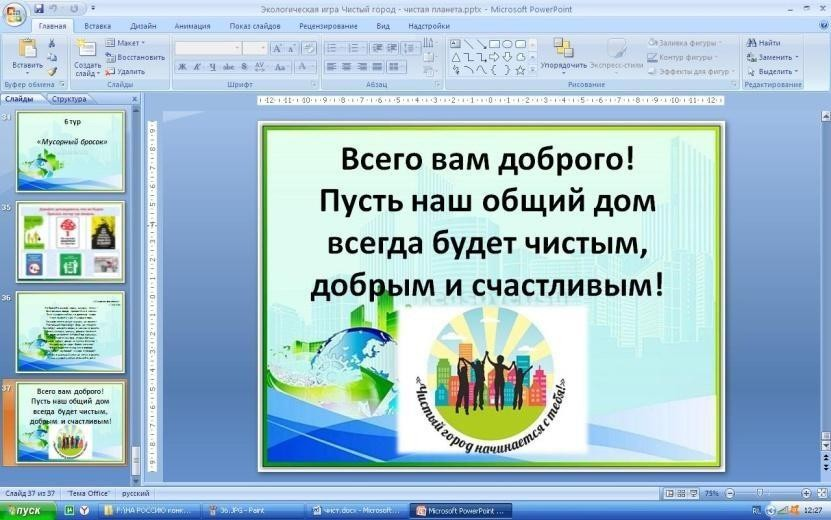 Экологическая игра Чистый город - чистая планета.pptx - Microsoft PowerPoint
Главная Вставка Дизайн Анимация Показ слайдов Рецензирование Вид Надстройки
Вставить
Буфер обмена
Создать слайд
Макет
Восстановить
Удалить
Слайды
Шрифт
Абзац
Упорядочить
Экспресс-стили
Заливка фигуры
Контур фигуры
Эффекты для фигур
Рисование
Найти
Заменить
Выделить
Редактирование
Слайды Структура
34
6 тур
«Мусорный бросок»
35
36
37
Всего вам доброго!
Пусть наш общий дом
всегда будет чистым,
добрым и счастливым!
Всего вам доброго!
Пусть наш общий дом
всегда будет чистым,
добрым и счастливым!
«Чистый город начинается с тебя!»
Слайд 37 из 37 "Тема Office" русский 75%
пуск F:\НА РОССИЮ конк... 36.JPG - Paint чист.docx - Microsoft... Microsoft PowerPoint ... RU 12:27